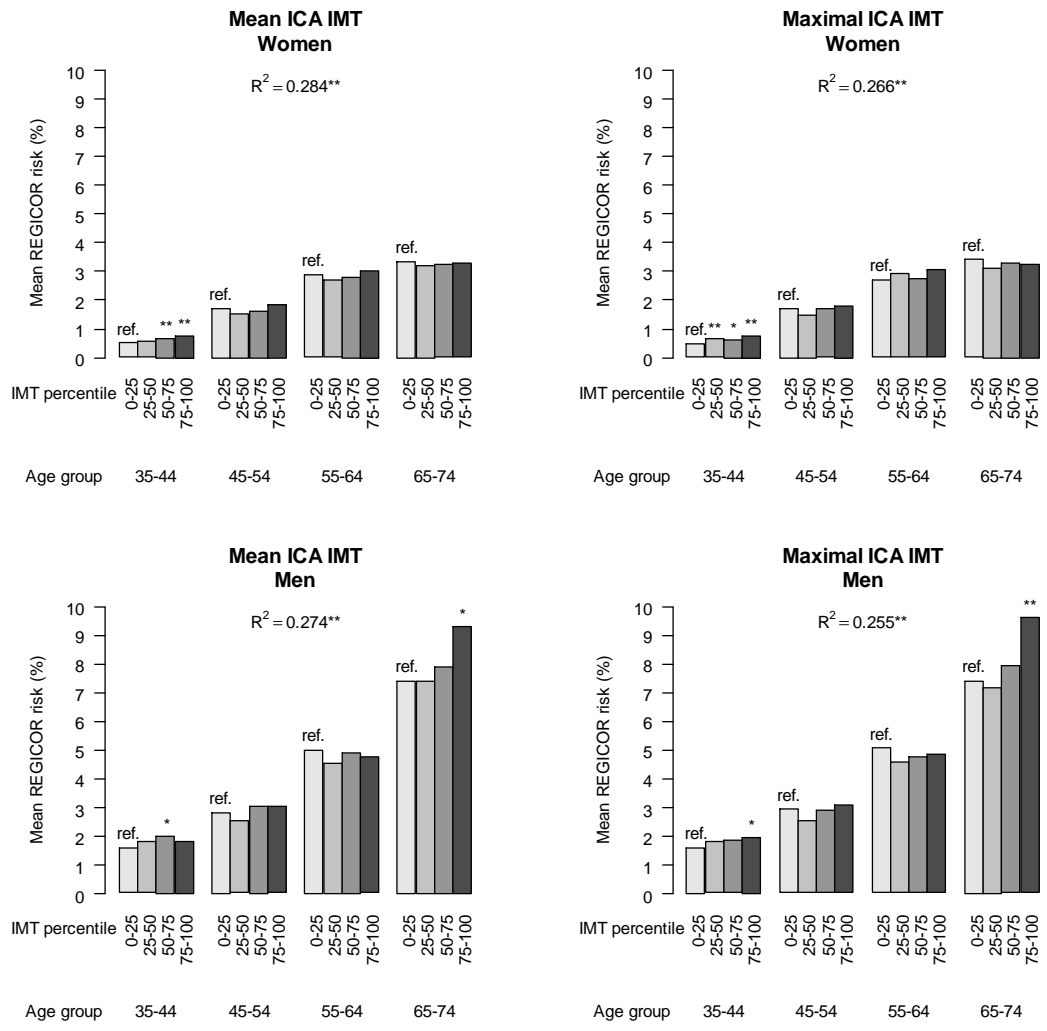 Mean ICA IMT
Women
R² = 0.284**
Mean REGICOR risk (%)
10
9
8
7
6
5
4
3
2
1
0
ref. ** **
ref.
ref.
ref.
IMT percentile 0-25 25-50 50-75 75-100 0-25 25-50 50-75 75-100 0-25 25-50 50-75 75-100 0-25 25-50 50-75 75-100
Age group 35-44 45-54 55-64 65-74
Maximal ICA IMT
Women
R² = 0.266**
Mean REGICOR risk (%)
10
9
8
7
6
5
4
3
2
1
0
ref. ** * **
ref.
ref.
ref.
IMT percentile 0-25 25-50 50-75 75-100 0-25 25-50 50-75 75-100 0-25 25-50 50-75 75-100 0-25 25-50 50-75 75-100
Age group 35-44 45-54 55-64 65-74
Mean ICA IMT
Men
R² = 0.274**
Mean REGICOR risk (%)
10
9
8
7
6
5
4
3
2
1
0
ref. *
ref.
ref.
ref. *
IMT percentile 0-25 25-50 50-75 75-100 0-25 25-50 50-75 75-100 0-25 25-50 50-75 75-100 0-25 25-50 50-75 75-100
Age group 35-44 45-54 55-64 65-74
Maximal ICA IMT
Men
R² = 0.255**
Mean REGICOR risk (%)
10
9
8
7
6
5
4
3
2
1
0
ref. *
ref.
ref.
ref. **
IMT percentile 0-25 25-50 50-75 75-100 0-25 25-50 50-75 75-100 0-25 25-50 50-75 75-100 0-25 25-50 50-75 75-100
Age group 35-44 45-54 55-64 65-74